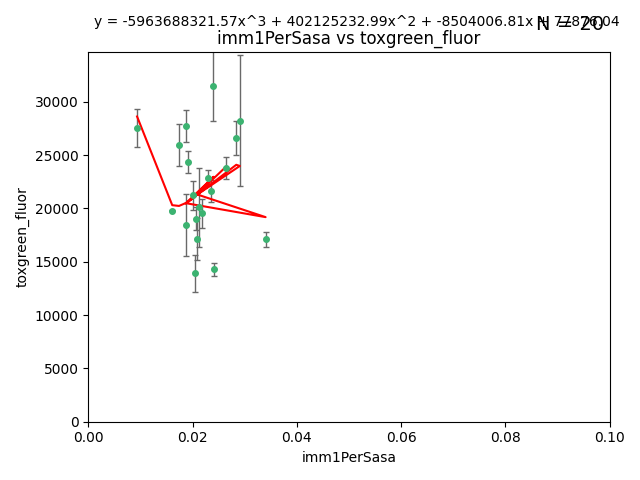 y = -5963688321.57x^3 + 402125232.99x^2 + -8504006.81x + 77876.04
N = 20
imm1PerSasa vs toxgreen_fluor
30000
25000
20000
15000
10000
5000
0
toxgreen_fluor
0.00 0.02 0.04 0.06 0.08 0.10
imm1PerSasa